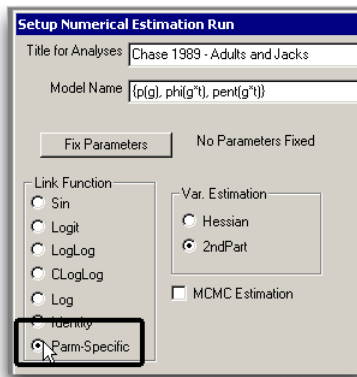 Setup Numerical Estimation Run
Title for Analyses Chase 1989 - Adults and Jacks
Model Name {p(g), phi(g*t), pent(g*t)}
Fix Parameters No Parameters Fixed
Link Function
Sin
Logit
LogLog
CLogLog
Log
Identity
Parm-Specific
Var. Estimation
Hessian
2ndPart
MCMC Estimation